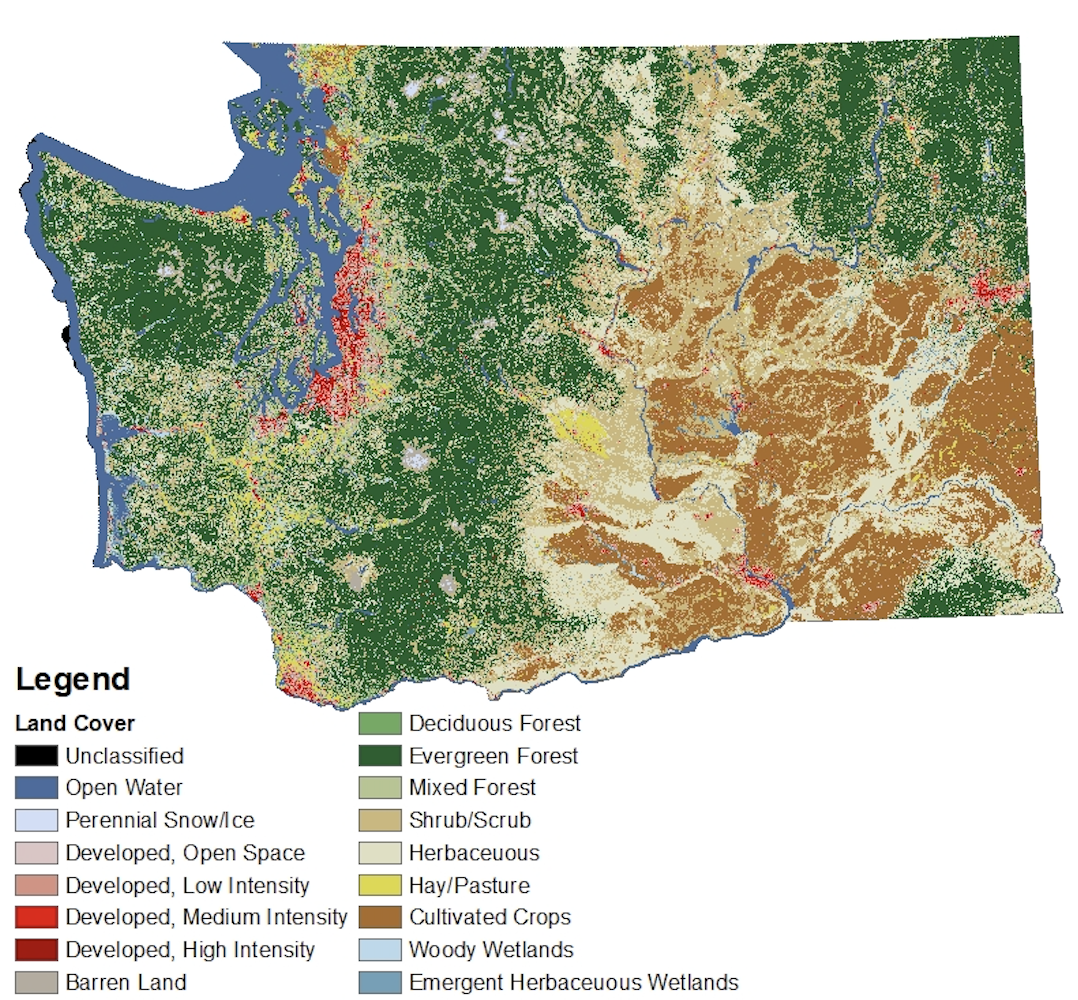 Legend
Land Cover
Unclassified
Open Water
Perennial Snow/Ice
Developed, Open Space
Developed, Low Intensity
Developed, Medium Intensity
Developed, High Intensity
Barren Land
Deciduous Forest
Evergreen Forest
Mixed Forest
Shrub/Scrub
Herbaceuous
Hay/Pasture
Cultivated Crops
Woody Wetlands
Emergent Herbaceuous Wetlands